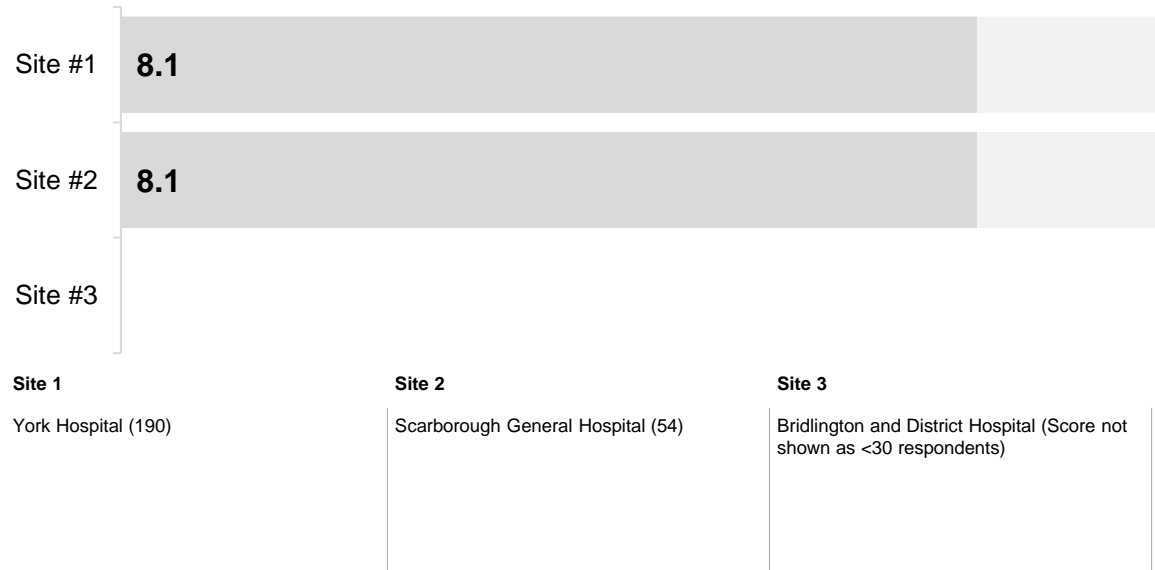 Site #1
8.1
Site #2
8.1
Site #3
Site 1
Site 2
Site 3
York Hospital (190)
Scarborough General Hospital (54)
Bridlington and District Hospital (Score not
shown as <30 respondents)